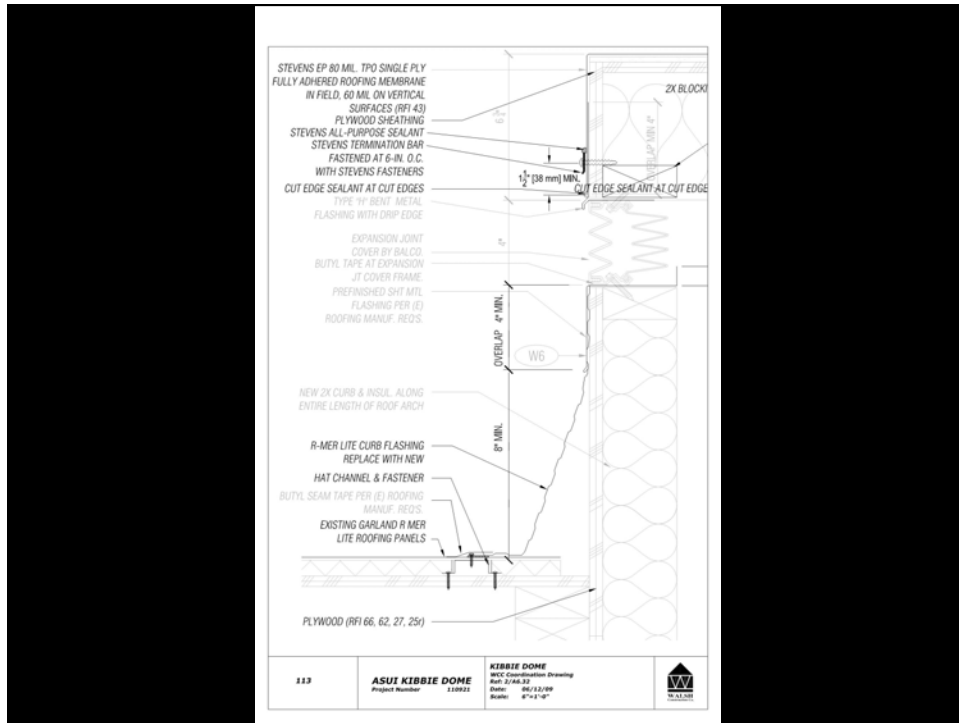 STEVENS EP 80 MIL. TPO SINGLE PLY
FULLY ADHERED ROOFING MEMBRANE
IN FIELD, 60 MIL ON VERTICAL
SURFACES (RFI 43)
PLYWOOD SHEATHING
STEVENS ALL-PURPOSE SEALANT
STEVENS TERMINATION BAR
FASTENED AT 6-IN. O.C.
WITH STEVENS FASTENERS
CUT EDGE SEALANT AT CUT EDGES
TYPE 'H' BENT METAL
FLASHING WITH DRIP EDGE
EXPANSION JOINT
COVER BY BALCO.
BUTYL TAPE AT EXPANSION
JT COVER FRAME.
PREFINISHED SHT MTL
FLASHING PER (E)
ROOFING MANUF. REQ'S.
NEW 2X CURB & INSUL. ALONG
ENTIRE LENGTH OF ROOF ARCH
R-MER LITE CURB FLASHING
REPLACE WITH NEW
HAT CHANNEL & FASTENER
BUTYL SEAM TAPE PER (E) ROOFING
MANUF. REQ'S.
EXISTING GARLAND R MER
LITE ROOFING PANELS
PLYWOOD (RFI 66, 62, 27, 25r)
2X BLOCKI
OVERLAP MIN 4"
1½" [38 mm] MIN.
CUT EDGE SEALANT AT CUT EDGE
4"
OVERLAP 4" MIN.
W6
8" MIN.
113
ASUI KIBBIE DOME
Project Number 110921
KIBBIE DOME
WCC Coordination Drawing
Ref: 2/A6.32
Date: 06/12/09
Scale: 6"=1'-0"
WALSH